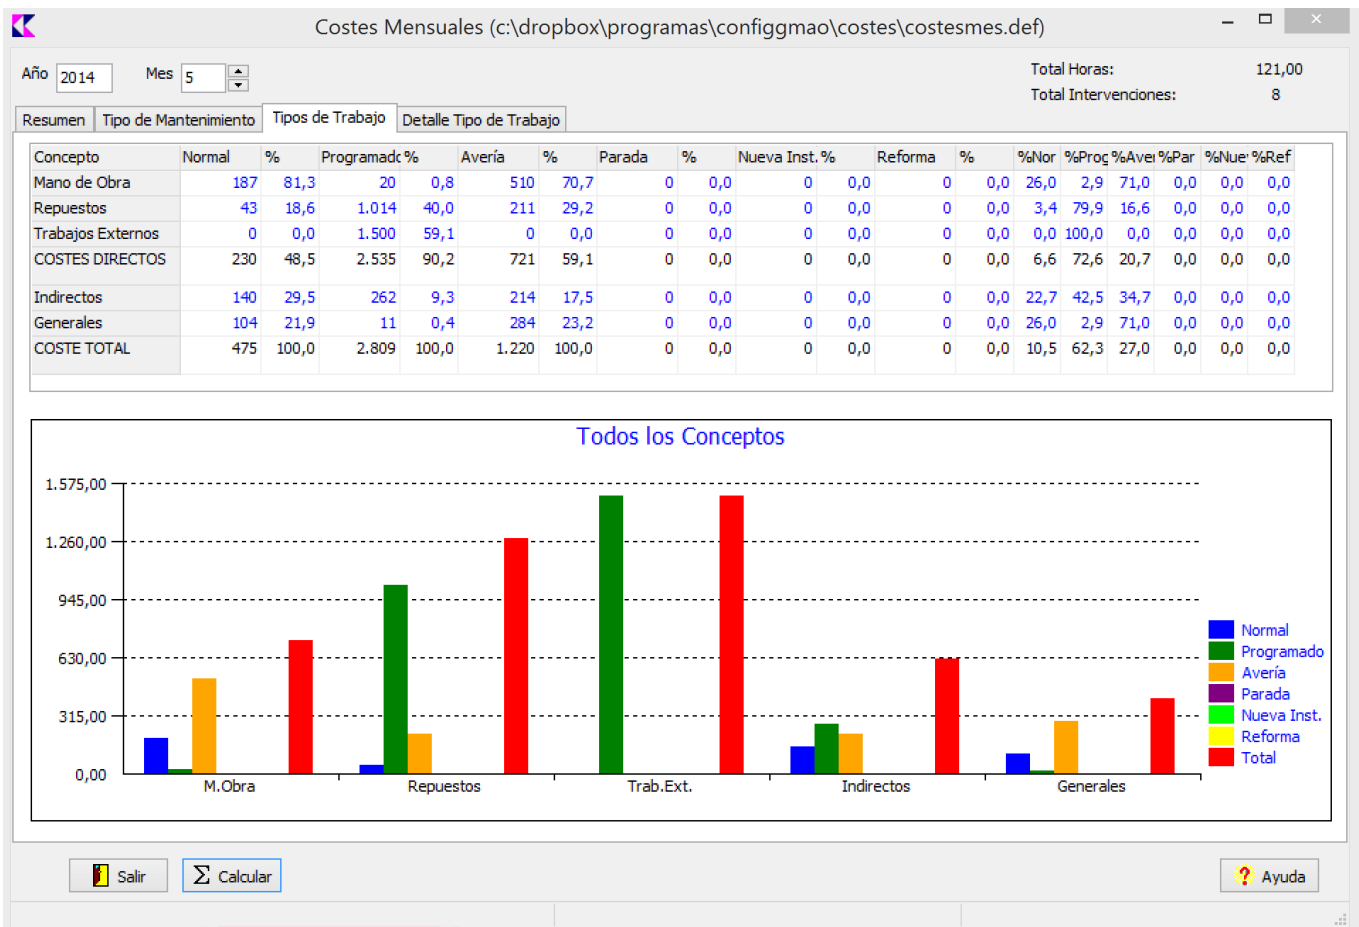 Costes Mensuales (c:\dropbox\programas\configgmao\costes\costesmes.def)
Año 2014 Mes 5 Total Horas: 121,00
Total Intervenciones: 8
Resumen Tipo de Mantenimiento Tipos de Trabajo Detalle Tipo de Trabajo
Concepto Normal % Programado % Avería % Parada % Nueva Inst. % Reforma % %Nor %Prog %Aver %Par %Nue %Ref
Mano de Obra 187 81,3 20 0,8 510 70,7 0 0,0 0 0,0 0 0,0 26,0 2,9 71,0 0,0 0,0 0,0
Repuestos 43 18,6 1.014 40,0 211 29,2 0 0,0 0 0,0 0 0,0 3,4 79,9 16,6 0,0 0,0 0,0
Trabajos Externos 0 0,0 1.500 59,1 0 0,0 0 0,0 0 0,0 0 0,0 0,0 100,0 0,0 0,0 0,0 0,0
COSTES DIRECTOS 230 48,5 2.535 90,2 721 59,1 0 0,0 0 0,0 0 0,0 6,6 72,6 20,7 0,0 0,0 0,0
Indirectos 140 29,5 262 9,3 214 17,5 0 0,0 0 0,0 0 0,0 22,7 42,5 34,7 0,0 0,0 0,0
Generales 104 21,9 11 0,4 284 23,2 0 0,0 0 0,0 0 0,0 26,0 2,9 71,0 0,0 0,0 0,0
COSTE TOTAL 475 100,0 2.809 100,0 1.220 100,0 0 0,0 0 0,0 0 0,0 10,5 62,3 27,0 0,0 0,0 0,0
Todos los Conceptos
1.575,00
1.260,00
945,00
630,00
315,00
0,00
M.Obra Repuestos Trab.Ext. Indirectos Generales
Normal
Programado
Avería
Parada
Nueva Inst.
Reforma
Total
Salir Σ Calcular ? Ayuda